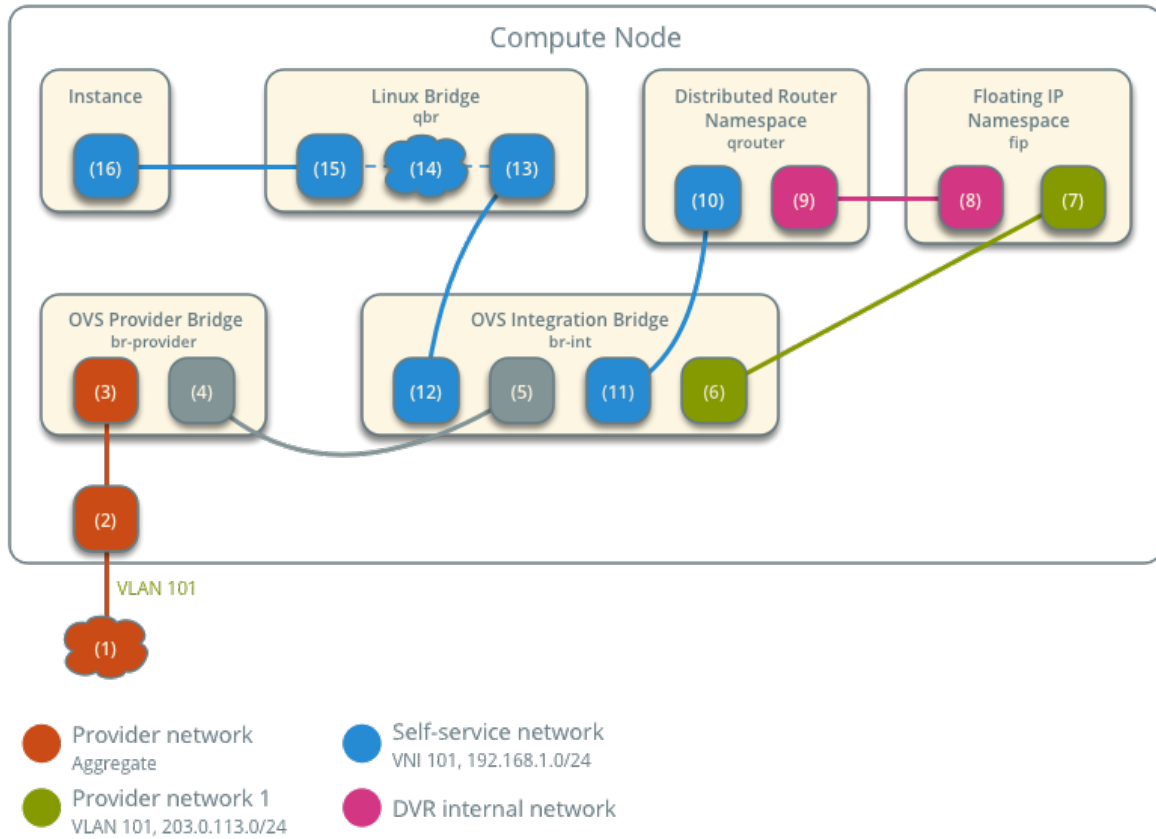 Compute Node
Instance
Linux Bridge
qbr
Distributed Router
Namespace
qrouter
Floating IP
Namespace
fip
(16)
(15)
(14)
(13)
(10)
(9)
(8)
(7)
OVS Provider Bridge
br-provider
OVS Integration Bridge
br-int
(3)
(4)
(12)
(5)
(11)
(6)
(2)
VLAN 101
(1)
Provider network
Aggregate
Self-service network
VNI 101, 192.168.1.0/24
Provider network 1
VLAN 101, 203.0.113.0/24
DVR internal network